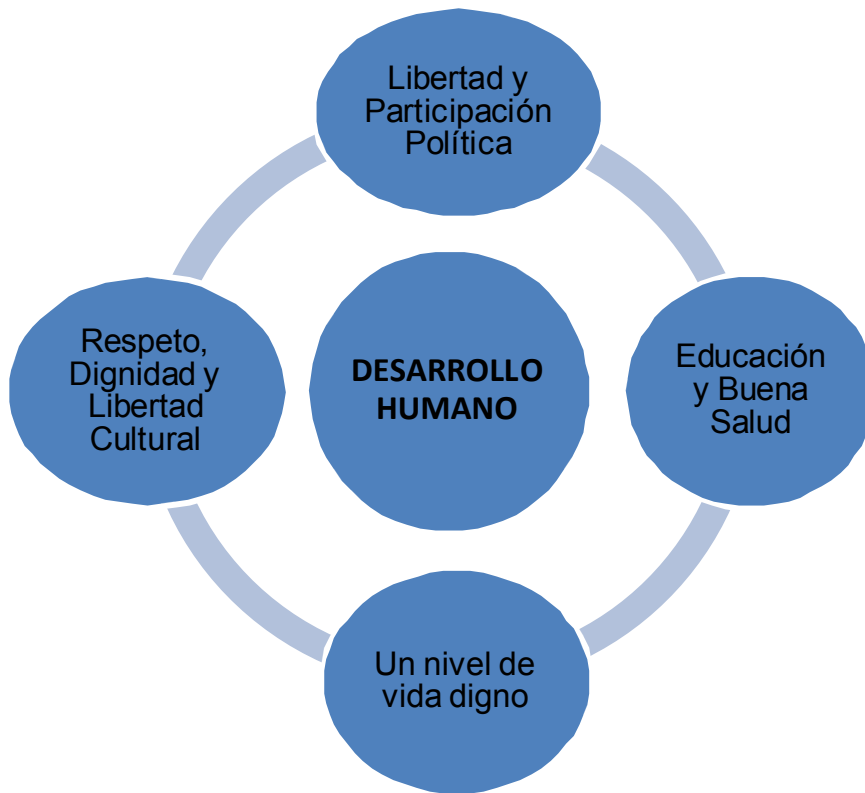 Libertad y
Participación
Política
Respeto,
Dignidad y
Libertad
Cultural
DESARROLLO
HUMANO
Educación
y Buena
Salud
Un nivel de
vida digno